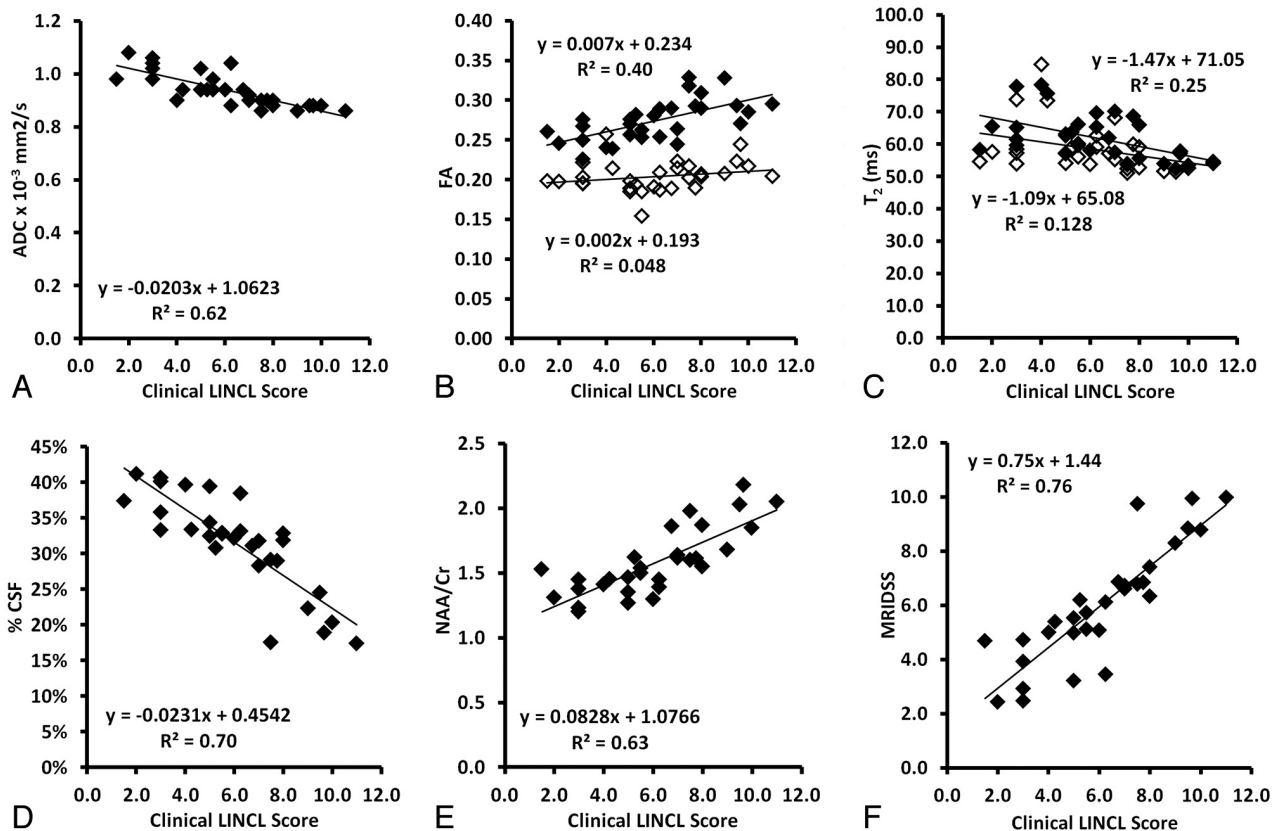 A
1.2
1.0
0.8
0.6
0.4
0.2
0.0
ADC x 10⁻³ mm2/s
y = -0.0203x + 1.0623
R² = 0.62
0.0 2.0 4.0 6.0 8.0 10.0 12.0
Clinical LINCL Score
B
0.40
0.35
0.30
0.25
0.20
0.15
0.10
0.05
0.00
FA
y = 0.007x + 0.234
R² = 0.40
y = 0.002x + 0.193
R² = 0.048
0.0 2.0 4.0 6.0 8.0 10.0 12.0
Clinical LINCL Score
C
100.0
90.0
80.0
70.0
60.0
50.0
40.0
30.0
20.0
10.0
0.0
T₂ (ms)
y = -1.47x + 71.05
R² = 0.25
y = -1.09x + 65.08
R² = 0.128
0.0 2.0 4.0 6.0 8.0 10.0 12.0
Clinical LINCL Score
D
45%
40%
35%
30%
25%
20%
15%
10%
5%
0%
% CSF
y = -0.0231x + 0.4542
R² = 0.70
0.0 2.0 4.0 6.0 8.0 10.0 12.0
Clinical LINCL Score
E
2.5
2.0
1.5
1.0
0.5
0.0
NAA/Cr
y = 0.0828x + 1.0766
R² = 0.63
0.0 2.0 4.0 6.0 8.0 10.0 12.0
Clinical LINCL Score
F
12.0
10.0
8.0
6.0
4.0
2.0
0.0
MRIDSS
y = 0.75x + 1.44
R² = 0.76
0.0 2.0 4.0 6.0 8.0 10.0 12.0
Clinical LINCL Score